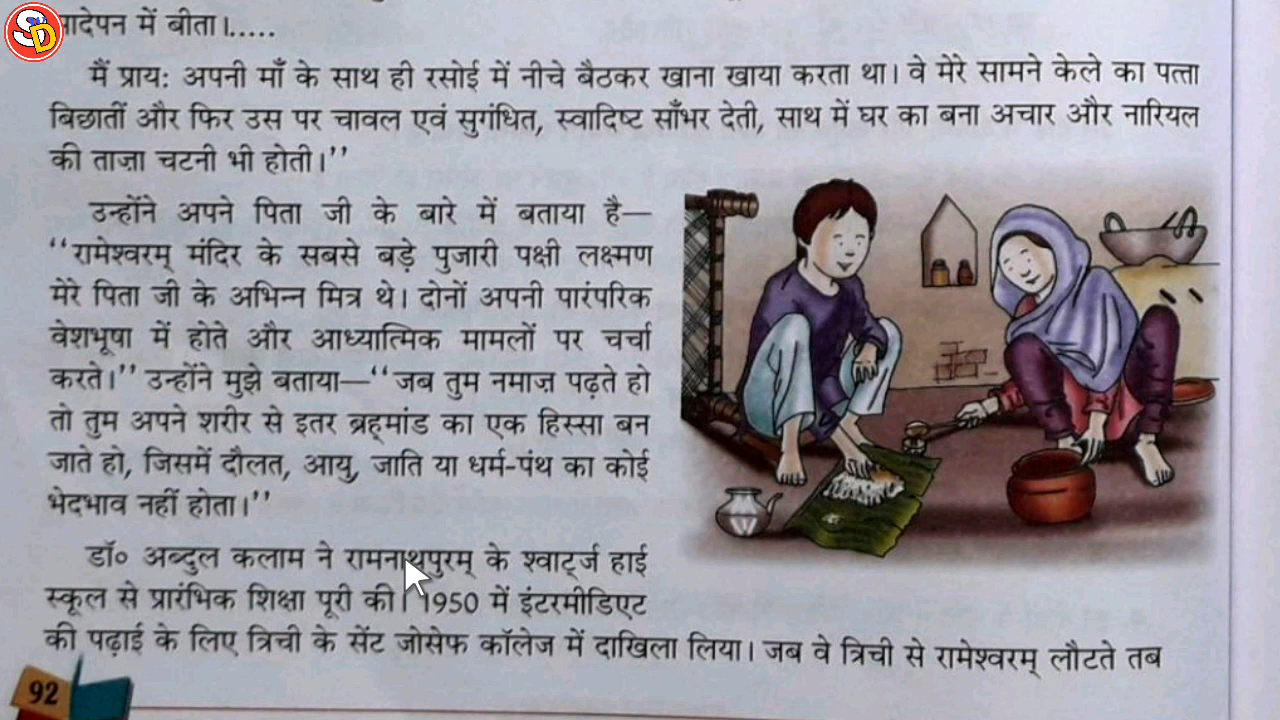 SD
में बीता।.....
मैं प्राय: अपनी माँ के साथ ही रसोई में नीचे बैठकर खाना खाया करता था। वे मेरे सामने केले का पत्ता
बिछातीं और फिर उस पर चावल एवं सुगंधित, स्वादिष्ट साँभर देती, साथ में घर का बना अचार और नारियल
की ताज़ा चटनी भी होती।’’
उन्होंने अपने पिता जी के बारे में बताया है—
‘‘रामेश्वरम् मंदिर के सबसे बड़े पुजारी पक्षी लक्ष्मण
मेरे पिता जी के अभिन्न मित्र थे। दोनों अपनी पारंपरिक
वेशभूषा में होते और आध्यात्मिक मामलों पर चर्चा
करते।’’ उन्होंने मुझे बताया—‘‘जब तुम नमाज़ पढ़ते हो
तो तुम अपने शरीर से इतर ब्रह्मांड का एक हिस्सा बन
जाते हो, जिसमें दौलत, आयु, जाति या धर्म-पंथ का कोई
भेदभाव नहीं होता।’’
डॉ० अब्दुल कलाम ने रामनाथपुरम् के श्वाट्र्ज हाई
स्कूल से प्रारंभिक शिक्षा पूरी की। 1950 में इंटरमीडिएट
की पढ़ाई के लिए त्रिची के सेंट जोसेफ कॉलेज में दाखिला लिया। जब वे त्रिची से रामेश्वरम् लौटते तब
92